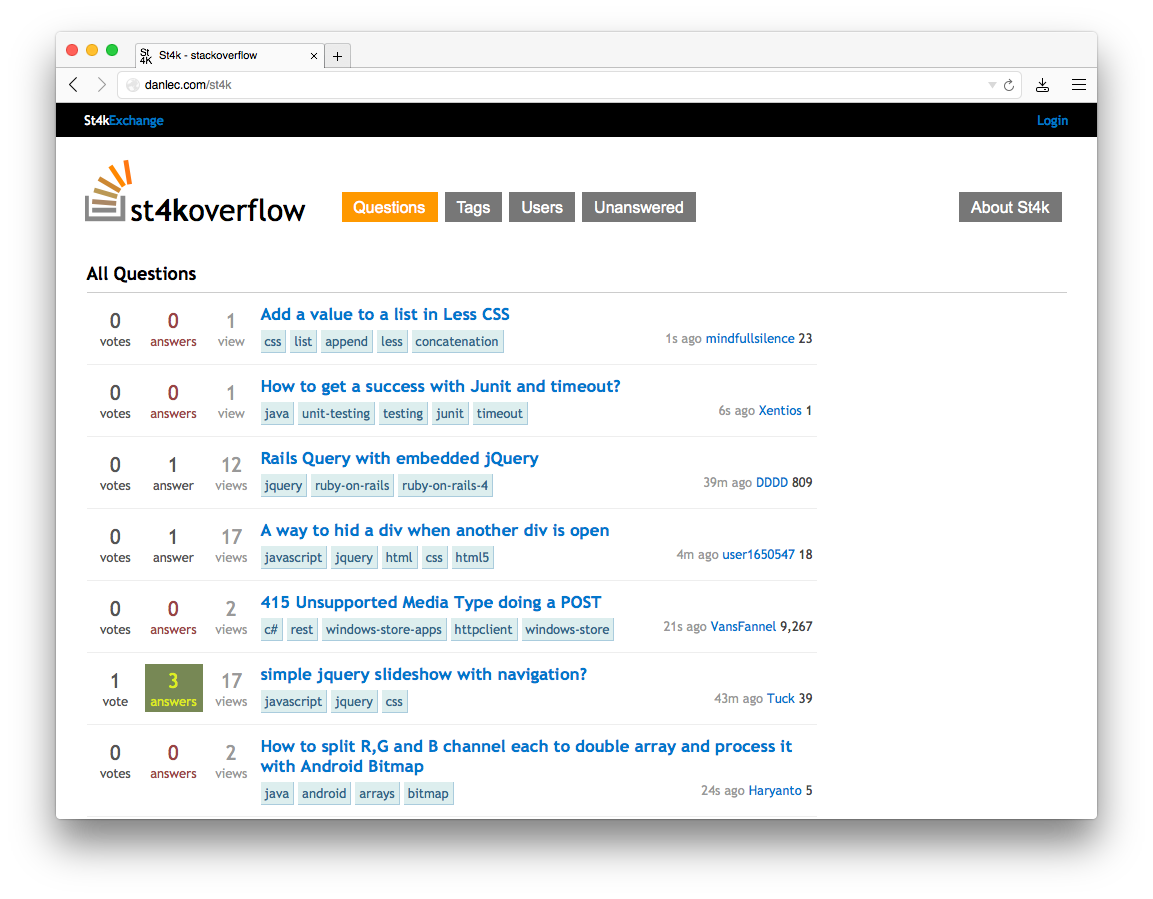 St4k - stackoverflow
danlec.com/st4k
St4kExchange
Login
st4koverflow
Questions
Tags
Users
Unanswered
About St4k
All Questions
0 votes
0 answers
1 view
Add a value to a list in Less CSS
css list append less concatenation
1s ago mindfullsilence 23
0 votes
0 answers
1 view
How to get a success with Junit and timeout?
java unit-testing testing junit timeout
6s ago Xentios 1
0 votes
1 answer
12 views
Rails Query with embedded jQuery
jquery ruby-on-rails ruby-on-rails-4
39m ago DDDD 809
0 votes
1 answer
17 views
A way to hid a div when another div is open
javascript jquery html css html5
4m ago user1650547 18
0 votes
0 answers
2 views
415 Unsupported Media Type doing a POST
c# rest windows-store-apps httpclient windows-store
21s ago VansFannel 9,267
1 vote
3 answers
17 views
simple jquery slideshow with navigation?
javascript jquery css
43m ago Tuck 39
0 votes
0 answers
2 views
How to split R,G and B channel each to double array and process it
with Android Bitmap
java android arrays bitmap
24s ago Haryanto 5